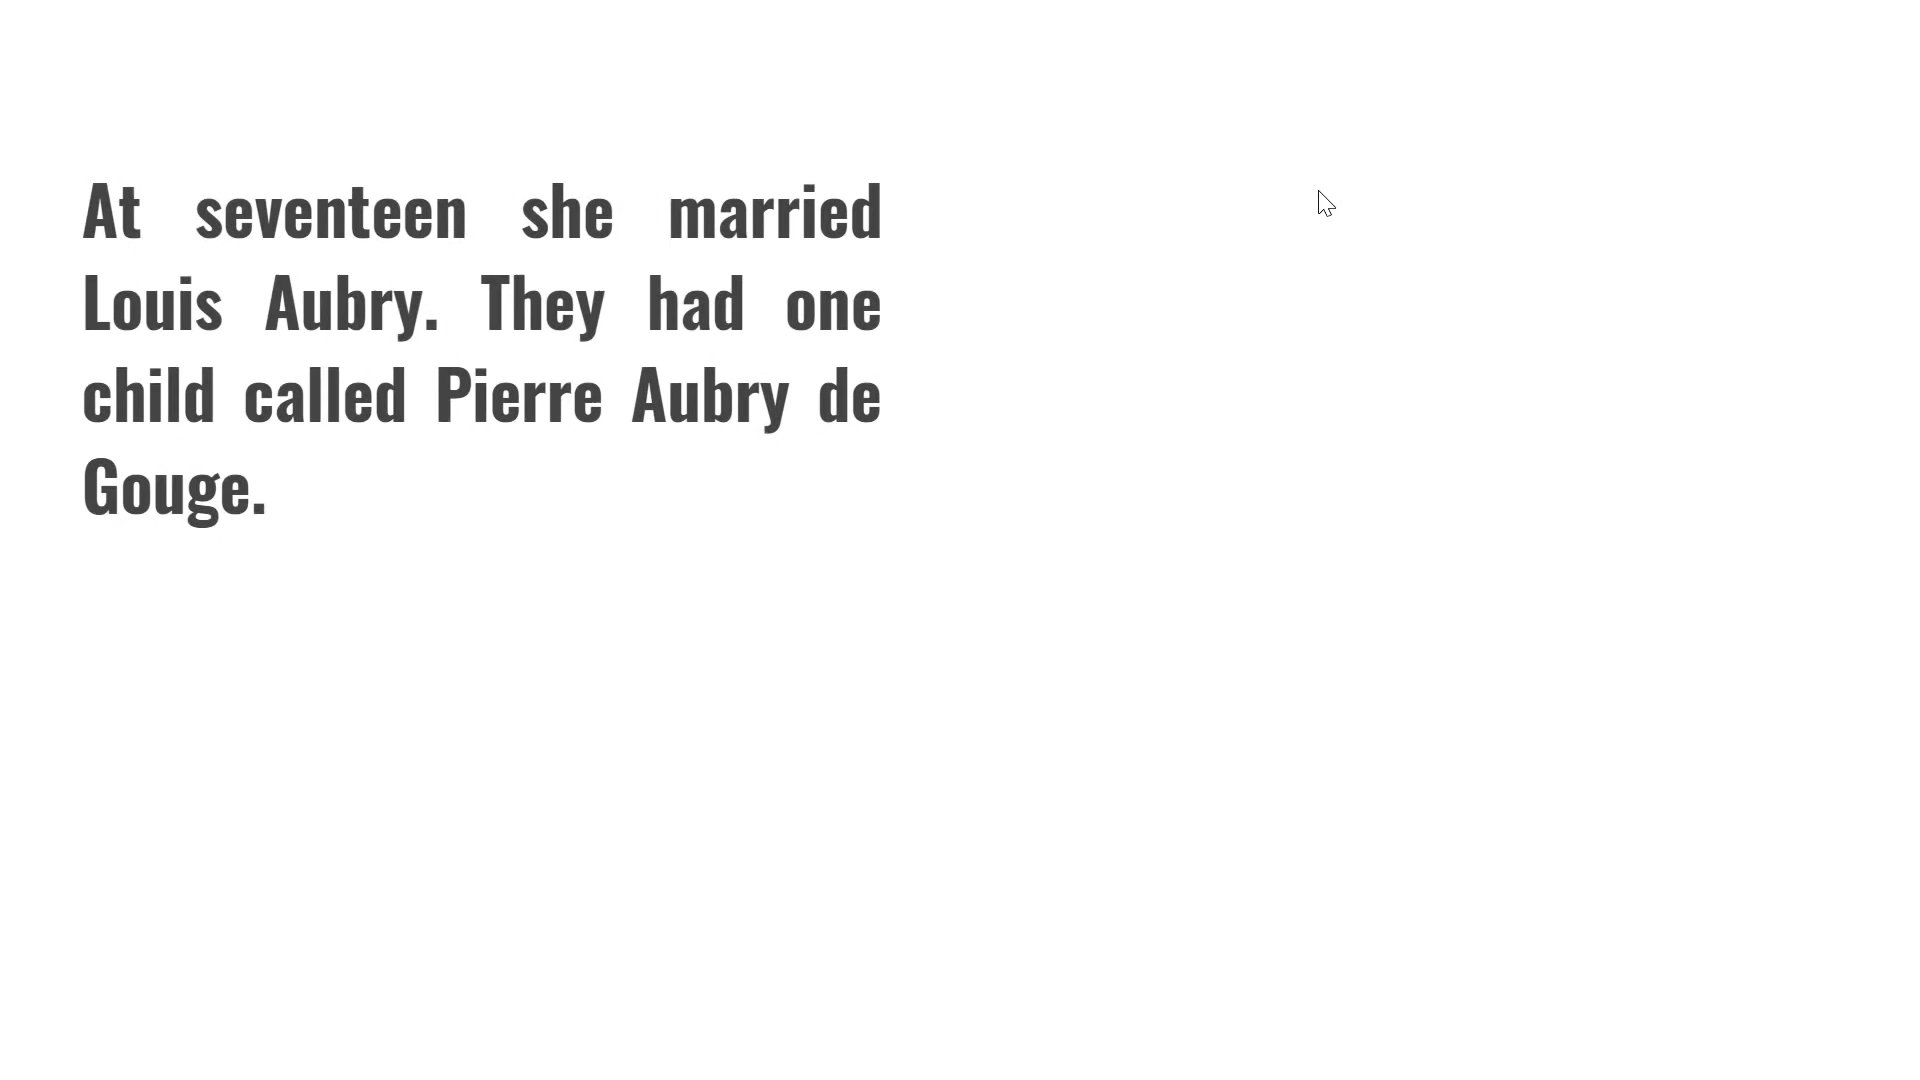 At seventeen she married
Louis Aubry. They had one
child called Pierre Aubry de
Gouge.